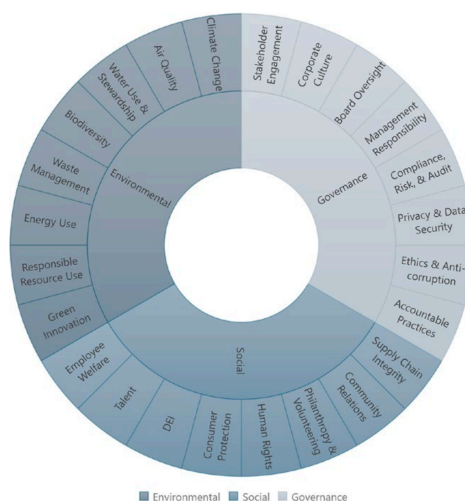 Climate Change
Air Quality
Water Use &
Stewardship
Biodiversity
Waste
Management
Energy Use
Responsible
Resource Use
Green
Innovation
Environmental
Stakeholder
Engagement
Corporate
Culture
Board Oversight
Management
Responsibility
Compliance,
Risk, & Audit
Privacy & Data
Security
Ethics & Anti-
corruption
Accountable
Practices
Governance
Supply Chain
Integrity
Community
Relations
Philanthropy &
Volunteering
Human Rights
Consumer
Protection
DEI
Talent
Employee
Welfare
Social
Environmental Social Governance